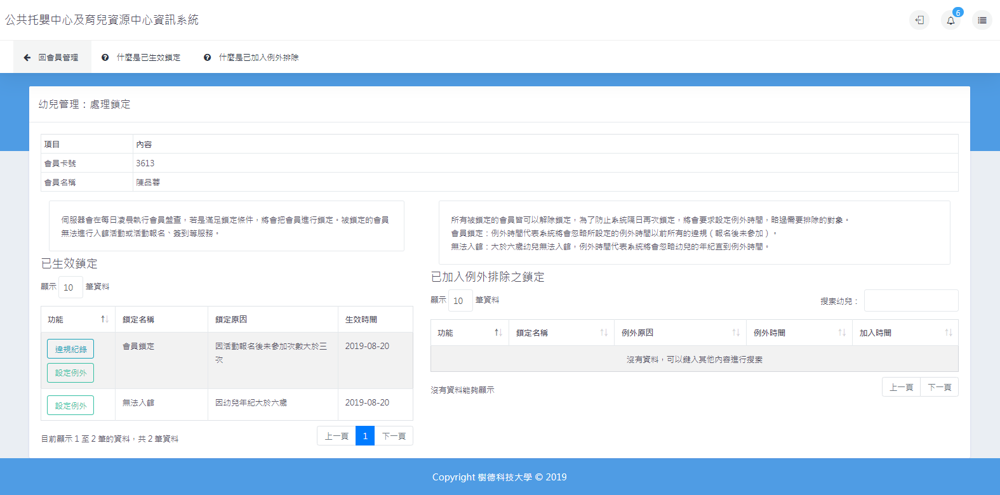 公共托嬰中心及育兒資源中心資訊系統
6
回會員管理
什麼是已生效鎖定
什麼是已加入例外排除
幼兒管理：處理鎖定
項目 內容
會員卡號 3613
會員名稱 陳品蓉
伺服器會在每日凌晨執行會員盤查，若是滿足鎖定條件，將會把會員進行鎖定。被鎖定的會員
無法進行入館活動或活動報名、簽到等服務。
已生效鎖定
顯示 10 筆資料
功能 鎖定名稱 鎖定原因 生效時間
違規紀錄
設定例外
會員鎖定
因活動報名後未參加次數大於三
次
2019-08-20
設定例外 無法入館 因幼兒年紀大於六歲 2019-08-20
目前顯示 1 至 2 筆的資料，共 2 筆資料
上一頁 1 下一頁
所有被鎖定的會員皆可以解除鎖定，為了防止系統隔日再次鎖定，將會要求設定例外時間，略過需要排除的對象。
會員鎖定：例外時間代表系統將會忽略所設定的例外時間以前所有的違規（報名後未參加）。
無法入館：大於六歲幼兒無法入館，例外時間代表系統將會忽略幼兒的年紀直到例外時間。
已加入例外排除之鎖定
顯示 10 筆資料
搜索幼兒：
功能 鎖定名稱 例外原因 例外時間 加入時間
沒有資料，可以鍵入其他內容進行搜索
沒有資料能夠顯示
上一頁 下一頁
Copyright 樹德科技大學 © 2019